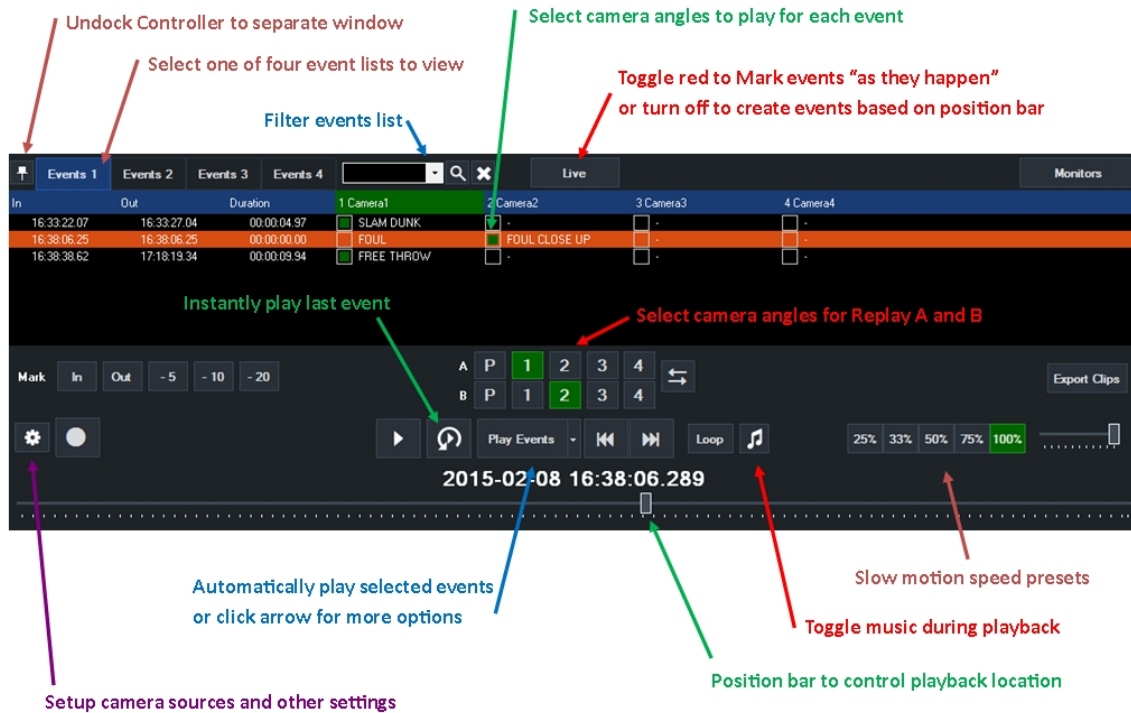 Undock Controller to separate window
Select camera angles to play for each event
Select one of four event lists to view
Toggle red to Mark events “as they happen”
or turn off to create events based on position bar
Filter events list
Events 1 Events 2 Events 3 Events 4 Live Monitors
In Out Duration 1 Camera1 2 Camera2 3 Camera3 4 Camera4
16:33:22.07 16:33:27.04 00:00:04.97 SLAM DUNK - - -
16:38:06.25 16:38:06.25 00:00:00.00 FOUL FOUL CLOSE UP - -
16:38:38.62 17:18:19.34 00:00:09.94 FREE THROW - - -
Instantly play last event
Select camera angles for Replay A and B
A P 1 2 3 4
Mark In Out - 5 - 10 - 20 Export Clips
B P 1 2 3 4
Play Events Loop 25% 33% 50% 75% 100%
2015-02-08 16:38:06.289
Automatically play selected events
or click arrow for more options
Slow motion speed presets
Toggle music during playback
Position bar to control playback location
Setup camera sources and other settings